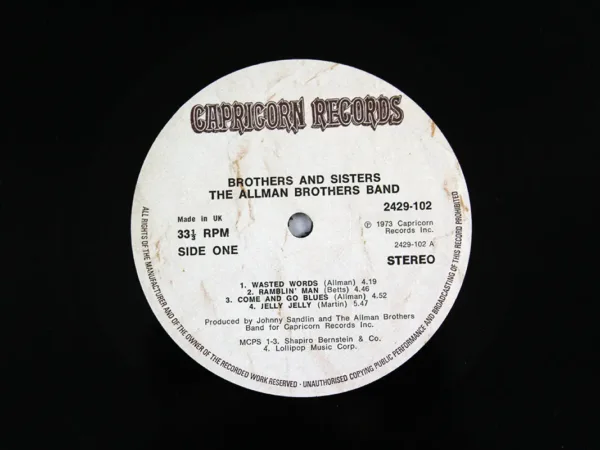 CAPRICORN RECORDS
BROTHERS AND SISTERS
THE ALLMAN BROTHERS BAND
Made in UK
33⅓ RPM
SIDE ONE
2429-102
℗ 1973 Capricorn
Records Inc.
2429-102 A
STEREO
1. WASTED WORDS (Allman) 4.19
2. RAMBLIN' MAN (Betts) 4.46
3. COME AND GO BLUES (Allman) 4.52
4. JELLY JELLY (Martin) 5.47
Produced by Johnny Sandlin and The Allman Brothers
Band for Capricorn Records Inc.
MCPS 1-3. Shapiro Bernstein & Co.
4. Lollipop Music Corp.
ALL RIGHTS OF THE MANUFACTURER AND OF THE OWNER OF THE RECORDED WORK RESERVED - UNAUTHORISED COPYING PUBLIC PERFORMANCE AND BROADCASTING OF THIS RECORD PROHIBITED